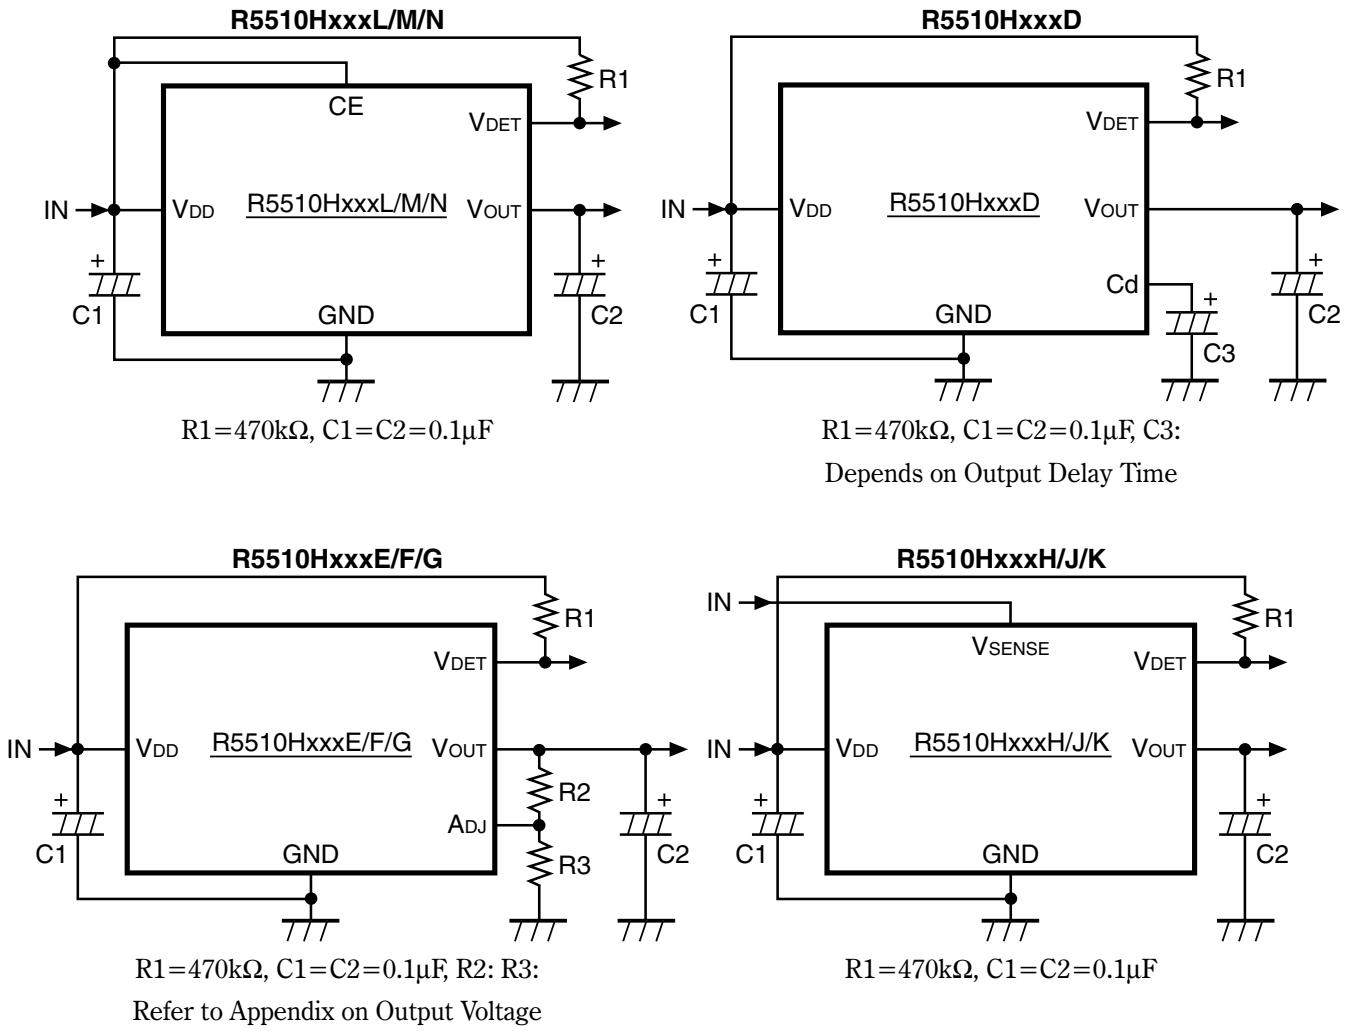 R5510HxxxL/M/N
R1
CE
VDET
IN
VDD
R5510HxxxL/M/N
VOUT
+
+
C1
GND
C2
R1=470kΩ, C1=C2=0.1μF
R5510HxxxD
R1
VDET
IN
VDD
R5510HxxxD
VOUT
+
+
Cd
+
C1
GND
C2
C3
R1=470kΩ, C1=C2=0.1μF, C3:
Depends on Output Delay Time
R5510HxxxE/F/G
R1
VDET
IN
VDD
R5510HxxxE/F/G
VOUT
R2
+
+
ADJ
C1
GND
R3
C2
R1=470kΩ, C1=C2=0.1μF, R2: R3:
Refer to Appendix on Output Voltage
R5510HxxxH/J/K
IN
R1
VSENSE
VDET
IN
VDD
R5510HxxxH/J/K
VOUT
+
+
C1
GND
C2
R1=470kΩ, C1=C2=0.1μF